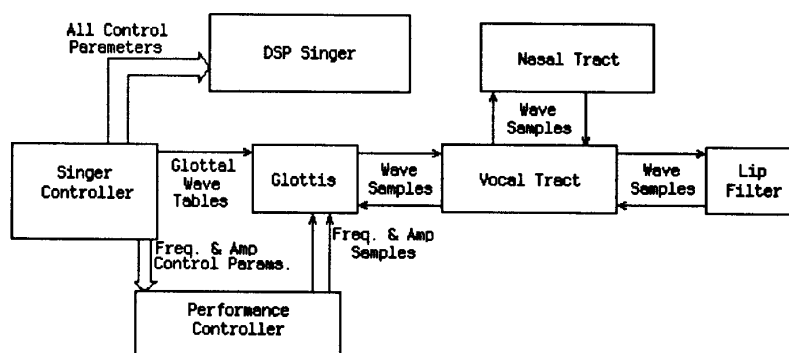 All Control
Parameters
DSP Singer
Nasal Tract
Wave
Samples
Singer
Controller
Glottal
Wave
Tables
Glottis
Wave
Samples
Vocal Tract
Wave
Samples
Lip
Filter
Freq. & Amp
Control Params.
Freq. & Amp
Samples
Performance
Controller